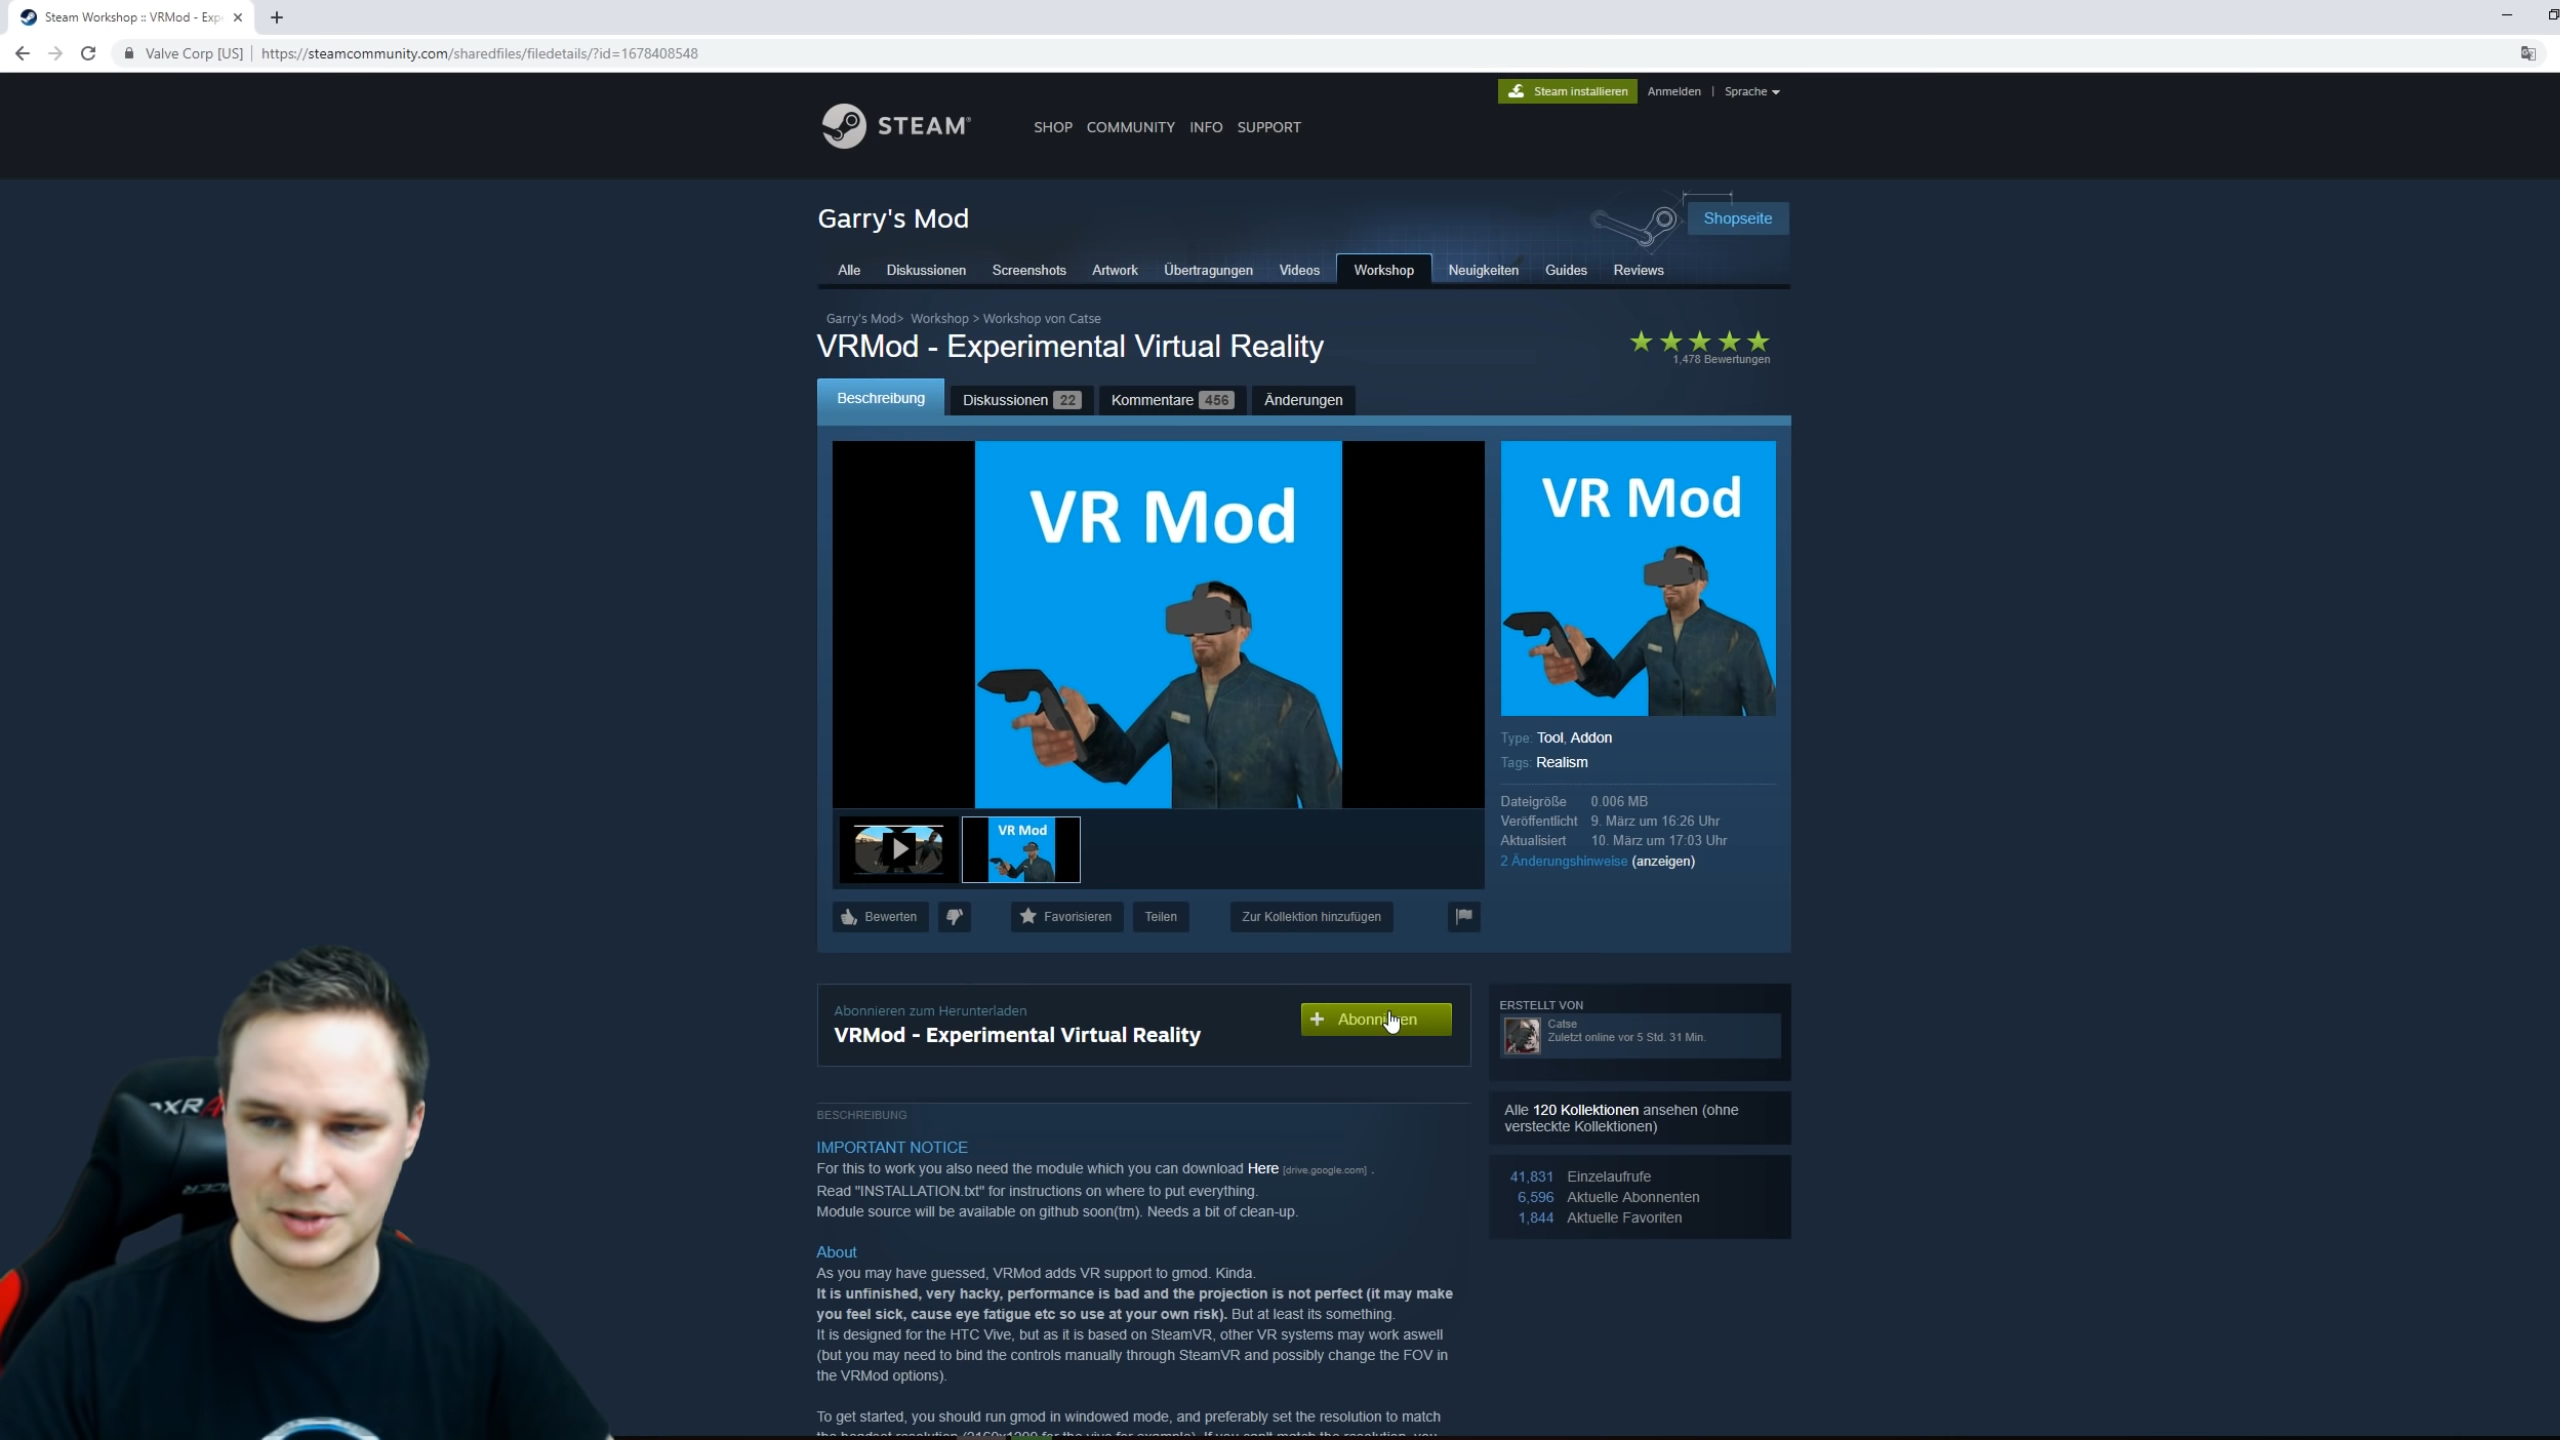 Steam Workshop :: VRMod - Exp
Valve Corp [US]
https://steamcommunity.com/sharedfiles/filedetails/?id=1678408548
Steam installieren
Anmelden
Sprache
STEAM
SHOP
COMMUNITY
INFO
SUPPORT
Garry's Mod
Shopseite
Alle
Diskussionen
Screenshots
Artwork
Übertragungen
Videos
Workshop
Neuigkeiten
Guides
Reviews
Garry's Mod> Workshop > Workshop von Catse
VRMod - Experimental Virtual Reality
1,478 Bewertungen
Beschreibung
Diskussionen 22
Kommentare 456
Änderungen
VR Mod
VR Mod
Type: Tool, Addon
Tags: Realism
Dateigröße 0.006 MB
Veröffentlicht 9. März um 16:26 Uhr
Aktualisiert 10. März um 17:03 Uhr
2 Änderungshinweise (anzeigen)
VR Mod
Bewerten
Favorisieren
Teilen
Zur Kollektion hinzufügen
Abonnieren zum Herunterladen
VRMod - Experimental Virtual Reality
+ Abonnieren
ERSTELLT VON
Catse
Zuletzt online vor 5 Std. 31 Min.
Alle 120 Kollektionen ansehen (ohne
versteckte Kollektionen)
41,831 Einzelaufrufe
6,596 Aktuelle Abonnenten
1,844 Aktuelle Favoriten
BESCHREIBUNG
IMPORTANT NOTICE
For this to work you also need the module which you can download Here [drive.google.com] .
Read "INSTALLATION.txt" for instructions on where to put everything.
Module source will be available on github soon(tm). Needs a bit of clean-up.
About
As you may have guessed, VRMod adds VR support to gmod. Kinda.
It is unfinished, very hacky, performance is bad and the projection is not perfect (it may make
you feel sick, cause eye fatigue etc so use at your own risk). But at least its something.
It is designed for the HTC Vive, but as it is based on SteamVR, other VR systems may work aswell
(but you may need to bind the controls manually through SteamVR and possibly change the FOV in
the VRMod options).
To get started, you should run gmod in windowed mode, and preferably set the resolution to match